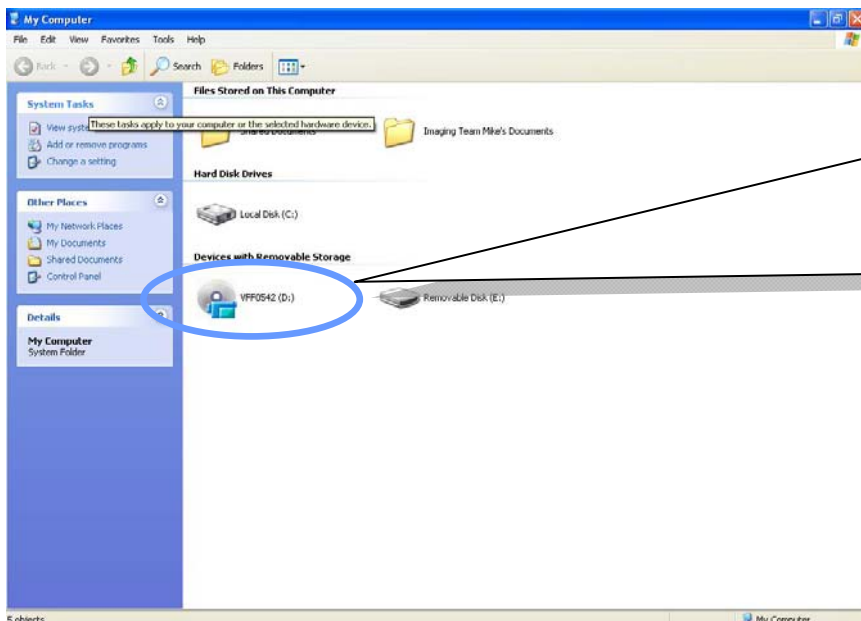 My Computer
File Edit View Favorites Tools Help
Back Search Folders
System Tasks
View syste
These tasks apply to your computer or the selected hardware device.
Add or remove programs
Change a setting
Other Places
My Network Places
My Documents
Shared Documents
Control Panel
Details
My Computer
System Folder
Files Stored on This Computer
Shared Documents
Imaging Team Mike's Documents
Hard Disk Drives
Local Disk (C:)
Devices with Removable Storage
VFF0542 (D:)
Removable Disk (E:)
5 objects
My Computer